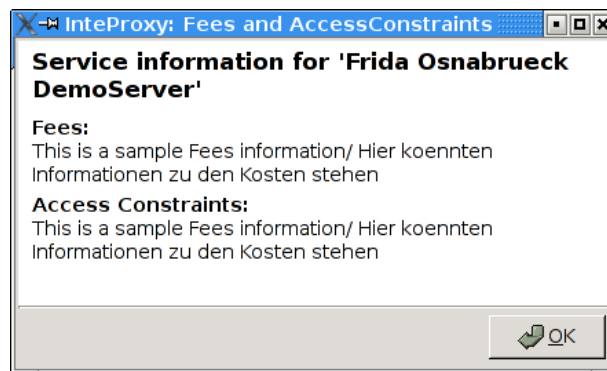 InteProxy: Fees and AccessConstraints
Service information for 'Frida Osnabrueck
DemoServer'
Fees:
This is a sample Fees information/ Hier koennten
Informationen zu den Kosten stehen
Access Constraints:
This is a sample Fees information/ Hier koennten
Informationen zu den Kosten stehen
OK